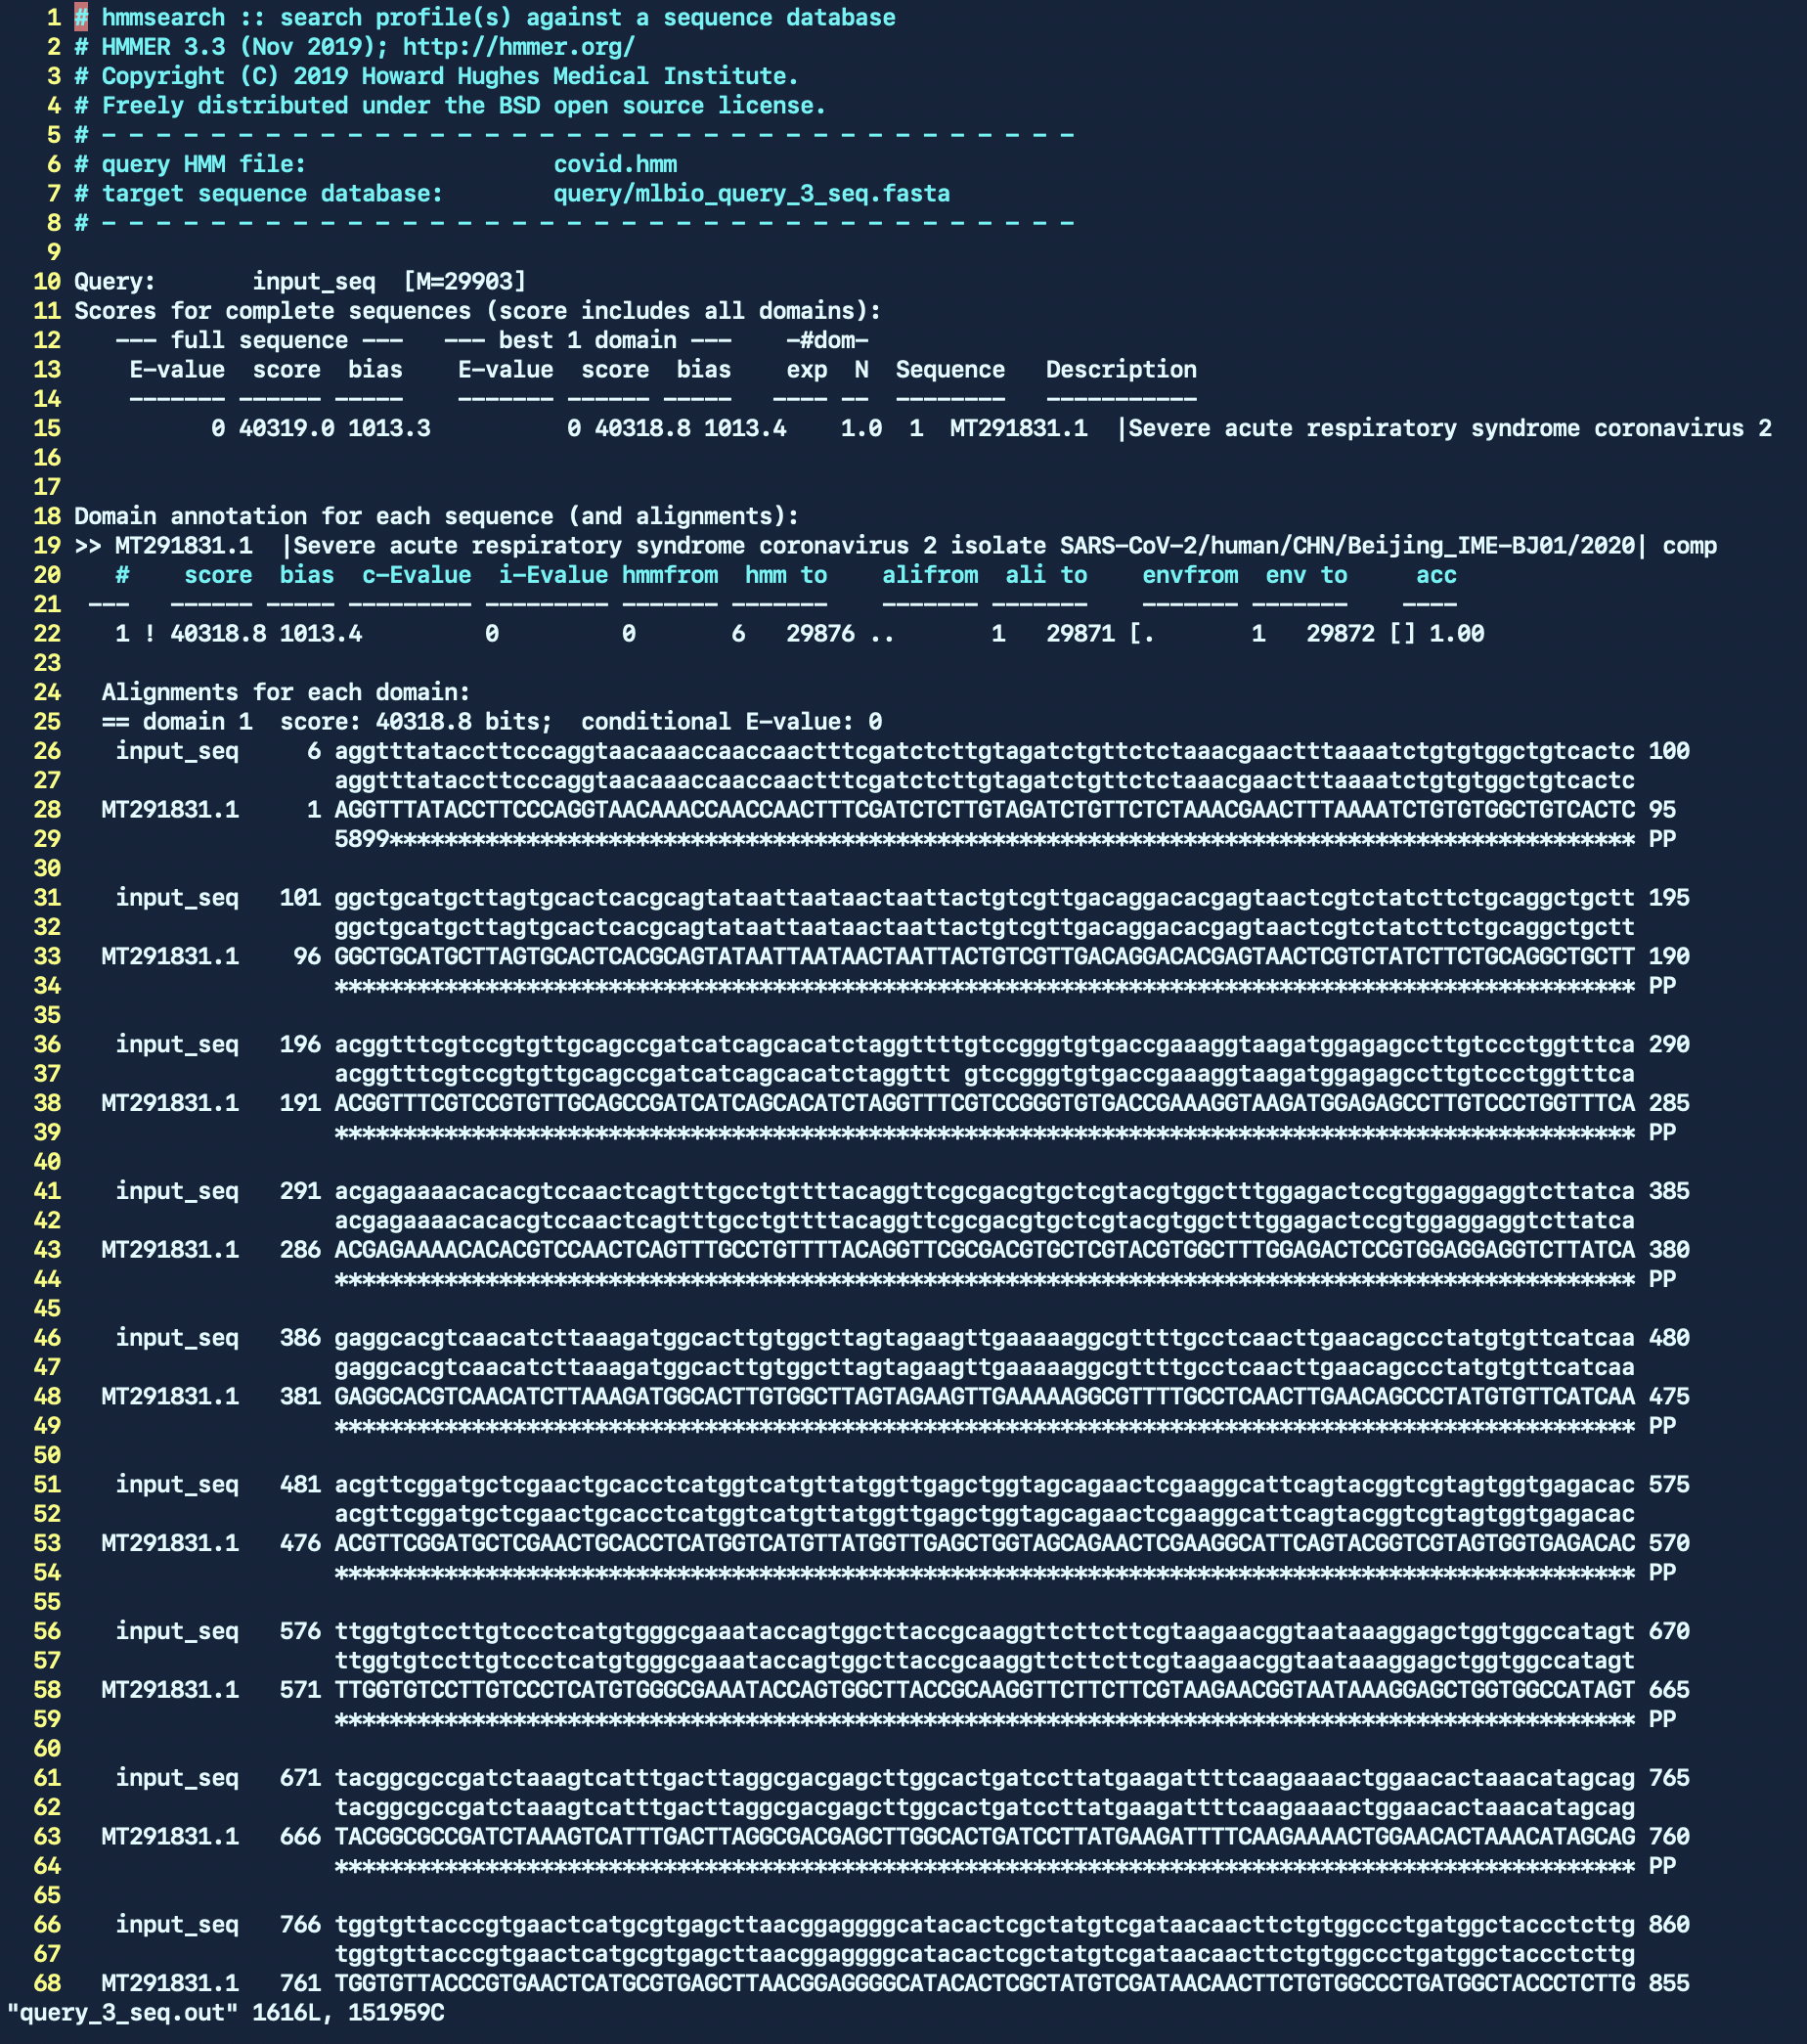 1 # hmmsearch :: search profile(s) against a sequence database
2 # HMMER 3.3 (Nov 2019); http://hmmer.org/
3 # Copyright (C) 2019 Howard Hughes Medical Institute.
4 # Freely distributed under the BSD open source license.
5 # - - - - - - - - - - - - - - - - - - - - - - - - - - - - - - - - - - - -
6 # query HMM file:                  covid.hmm
7 # target sequence database:        query/mlbio_query_3_seq.fasta
8 # - - - - - - - - - - - - - - - - - - - - - - - - - - - - - - - - - - - -
9
10 Query:       input_seq  [M=29903]
11 Scores for complete sequences (score includes all domains):
12    --- full sequence ---   --- best 1 domain ---    -#dom-
13     E-value  score  bias    E-value  score  bias    exp  N  Sequence   Description
14     ------- ------ -----    ------- ------ -----   ---- --  --------   -----------
15           0 40319.0 1013.3          0 40318.8 1013.4    1.0  1  MT291831.1  |Severe acute respiratory syndrome coronavirus 2
16
17
18 Domain annotation for each sequence (and alignments):
19 >> MT291831.1  |Severe acute respiratory syndrome coronavirus 2 isolate SARS-CoV-2/human/CHN/Beijing_IME-BJ01/2020| comp
20    #    score  bias  c-Evalue  i-Evalue hmmfrom  hmm to    alifrom  ali to    envfrom  env to     acc
21  ---   ------ ----- --------- --------- ------- -------    ------- -------    ------- -------    ----
22    1 ! 40318.8 1013.4         0         0       6   29876 ..       1   29871 [.       1   29872 [] 1.00
23
24   Alignments for each domain:
25   == domain 1  score: 40318.8 bits;  conditional E-value: 0
26    input_seq     6 aggtttataccttcccaggtaacaaaccaaccaactttcgatctcttgtagatctgttctctaaacgaactttaaaatctgtgtggctgtcactc 100
27                    aggtttataccttcccaggtaacaaaccaaccaactttcgatctcttgtagatctgttctctaaacgaactttaaaatctgtgtggctgtcactc
28   MT291831.1     1 AGGTTTATACCTTCCCAGGTAACAAACCAACCAACTTTCGATCTCTTGTAGATCTGTTCTCTAAACGAACTTTAAAATCTGTGTGGCTGTCACTC 95
29                    5899******************************************************************************************* PP
30
31    input_seq   101 ggctgcatgcttagtgcactcacgcagtataattaataactaattactgtcgttgacaggacacgagtaactcgtctatcttctgcaggctgctt 195
32                    ggctgcatgcttagtgcactcacgcagtataattaataactaattactgtcgttgacaggacacgagtaactcgtctatcttctgcaggctgctt
33   MT291831.1    96 GGCTGCATGCTTAGTGCACTCACGCAGTATAATTAATAACTAATTACTGTCGTTGACAGGACACGAGTAACTCGTCTATCTTCTGCAGGCTGCTT 190
34                    *********************************************************************************************** PP
35
36    input_seq   196 acggtttcgtccgtgttgcagccgatcatcagcacatctaggttttgtccgggtgtgaccgaaaggtaagatggagagccttgtccctggtttca 290
37                    acggtttcgtccgtgttgcagccgatcatcagcacatctaggttt gtccgggtgtgaccgaaaggtaagatggagagccttgtccctggtttca
38   MT291831.1   191 ACGGTTTCGTCCGTGTTGCAGCCGATCATCAGCACATCTAGGTTTCGTCCGGGTGTGACCGAAAGGTAAGATGGAGAGCCTTGTCCCTGGTTTCA 285
39                    *********************************************************************************************** PP
40
41    input_seq   291 acgagaaaacacacgtccaactcagtttgcctgttttacaggttcgcgacgtgctcgtacgtggctttggagactccgtggaggaggtcttatca 385
42                    acgagaaaacacacgtccaactcagtttgcctgttttacaggttcgcgacgtgctcgtacgtggctttggagactccgtggaggaggtcttatca
43   MT291831.1   286 ACGAGAAAACACACGTCCAACTCAGTTTGCCTGTTTTACAGGTTCGCGACGTGCTCGTACGTGGCTTTGGAGACTCCGTGGAGGAGGTCTTATCA 380
44                    *********************************************************************************************** PP
45
46    input_seq   386 gaggcacgtcaacatcttaaagatggcacttgtggcttagtagaagttgaaaaaggcgttttgcctcaacttgaacagccctatgtgttcatcaa 480
47                    gaggcacgtcaacatcttaaagatggcacttgtggcttagtagaagttgaaaaaggcgttttgcctcaacttgaacagccctatgtgttcatcaa
48   MT291831.1   381 GAGGCACGTCAACATCTTAAAGATGGCACTTGTGGCTTAGTAGAAGTTGAAAAAGGCGTTTTGCCTCAACTTGAACAGCCCTATGTGTTCATCAA 475
49                    *********************************************************************************************** PP
50
51    input_seq   481 acgttcggatgctcgaactgcacctcatggtcatgttatggttgagctggtagcagaactcgaaggcattcagtacggtcgtagtggtgagacac 575
52                    acgttcggatgctcgaactgcacctcatggtcatgttatggttgagctggtagcagaactcgaaggcattcagtacggtcgtagtggtgagacac
53   MT291831.1   476 ACGTTCGGATGCTCGAACTGCACCTCATGGTCATGTTATGGTTGAGCTGGTAGCAGAACTCGAAGGCATTCAGTACGGTCGTAGTGGTGAGACAC 570
54                    *********************************************************************************************** PP
55
56    input_seq   576 ttggtgtccttgtccctcatgtgggcgaaataccagtggcttaccgcaaggttcttcttcgtaagaacggtaataaaggagctggtggccatagt 670
57                    ttggtgtccttgtccctcatgtgggcgaaataccagtggcttaccgcaaggttcttcttcgtaagaacggtaataaaggagctggtggccatagt
58   MT291831.1   571 TTGGTGTCCTTGTCCCTCATGTGGGCGAAATACCAGTGGCTTACCGCAAGGTTCTTCTTCGTAAGAACGGTAATAAAGGAGCTGGTGGCCATAGT 665
59                    *********************************************************************************************** PP
60
61    input_seq   671 tacggcgccgatctaaagtcatttgacttaggcgacgagcttggcactgatccttatgaagattttcaagaaaactggaacactaaacatagcag 765
62                    tacggcgccgatctaaagtcatttgacttaggcgacgagcttggcactgatccttatgaagattttcaagaaaactggaacactaaacatagcag
63   MT291831.1   666 TACGGCGCCGATCTAAAGTCATTTGACTTAGGCGACGAGCTTGGCACTGATCCTTATGAAGATTTTCAAGAAAACTGGAACACTAAACATAGCAG 760
64                    *********************************************************************************************** PP
65
66    input_seq   766 tggtgttacccgtgaactcatgcgtgagcttaacggaggggcatacactcgctatgtcgataacaacttctgtggccctgatggctaccctcttg 860
67                    tggtgttacccgtgaactcatgcgtgagcttaacggaggggcatacactcgctatgtcgataacaacttctgtggccctgatggctaccctcttg
68   MT291831.1   761 TGGTGTTACCCGTGAACTCATGCGTGAGCTTAACGGAGGGGCATACACTCGCTATGTCGATAACAACTTCTGTGGCCCTGATGGCTACCCTCTTG 855
"query_3_seq.out" 1616L, 151959C